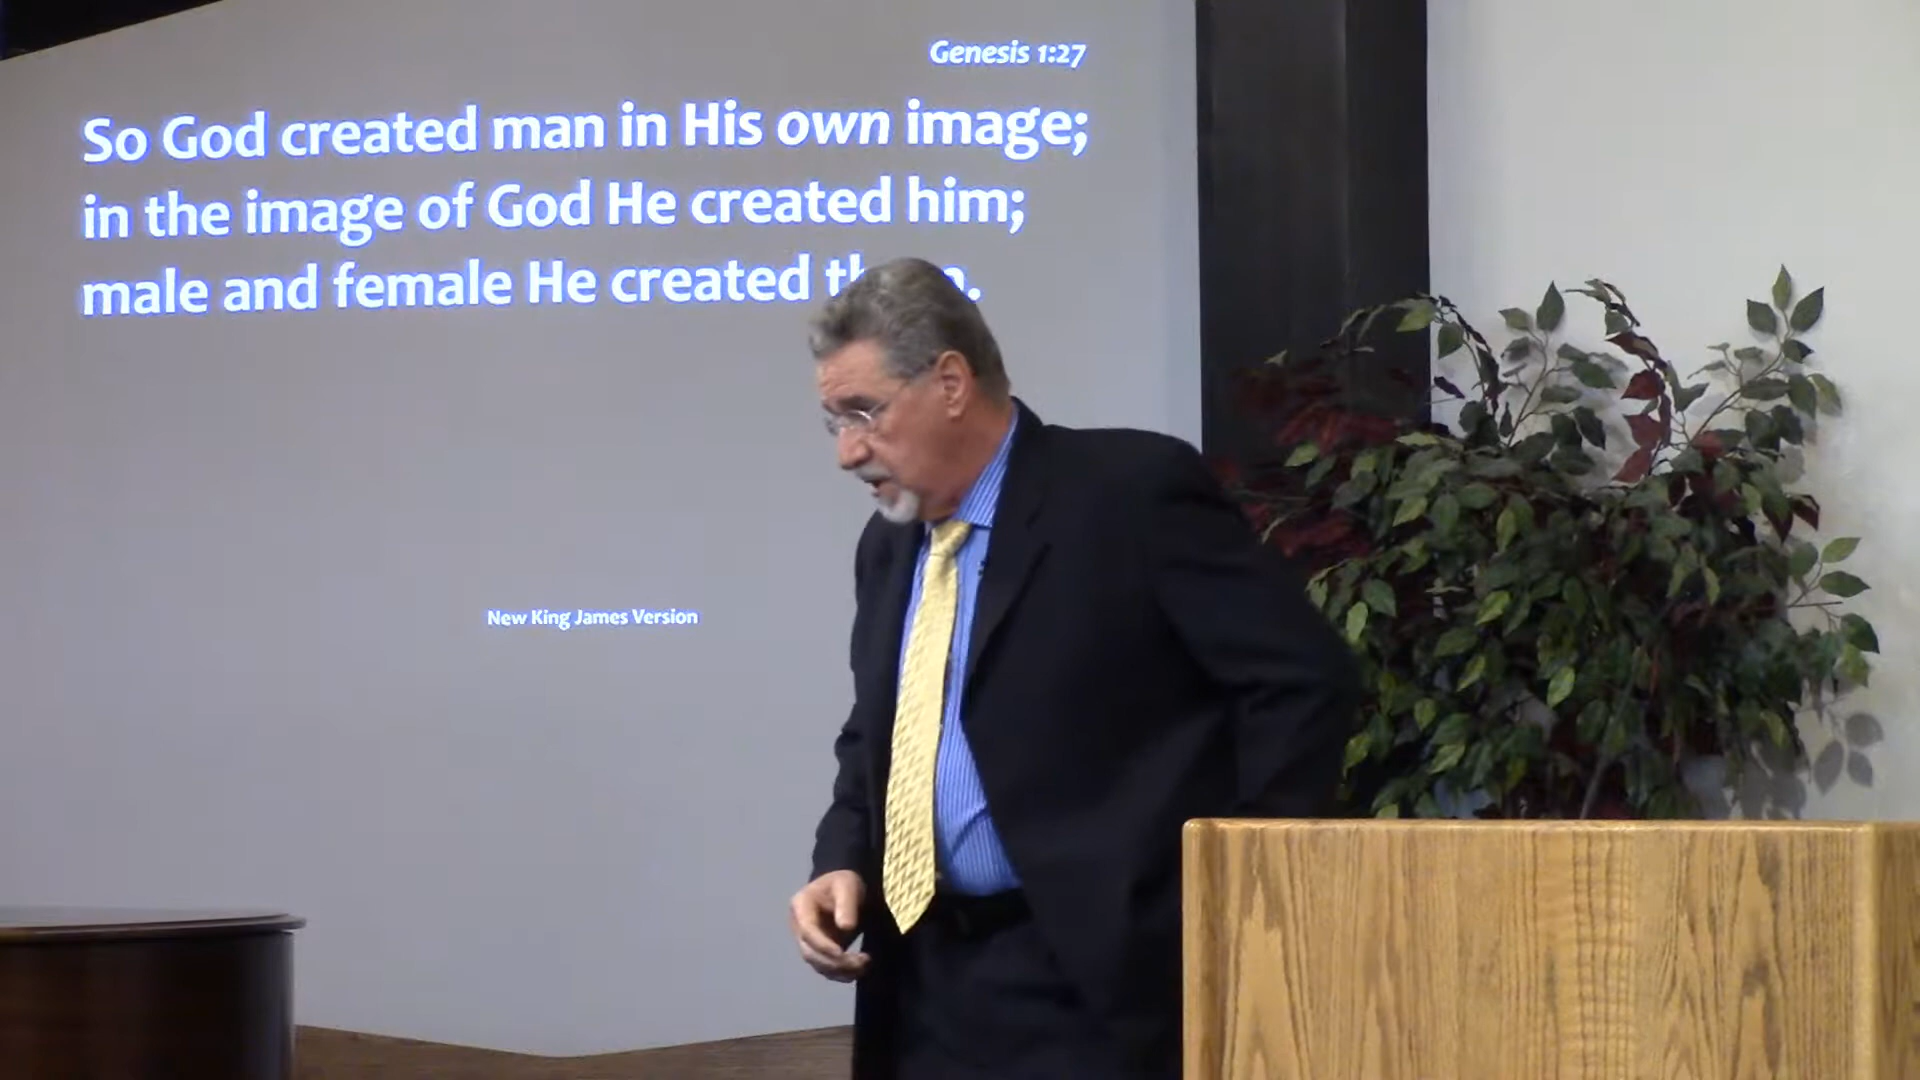 Genesis 1:27
So God created man in His own image;
in the image of God He created him;
male and female He created
New King James Version